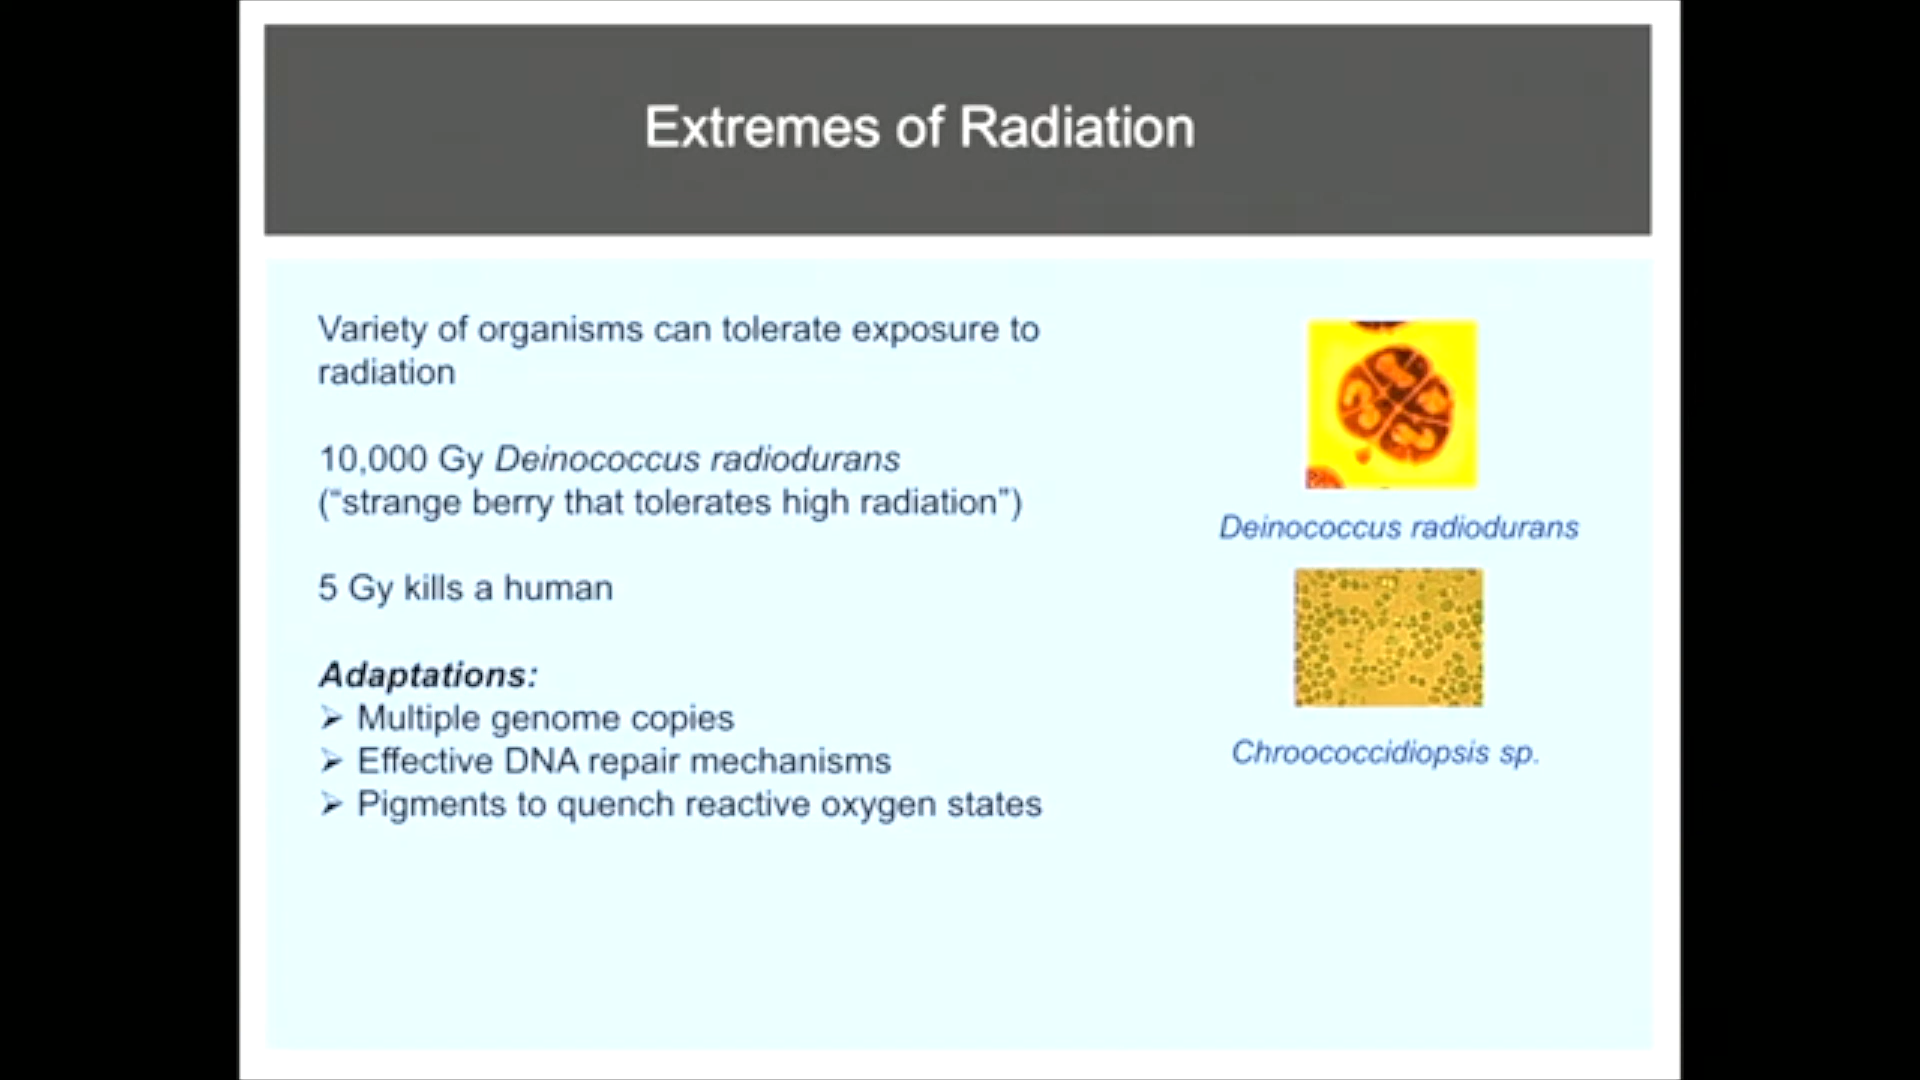 Extremes of Radiation
Variety of organisms can tolerate exposure to
radiation
10,000 Gy Deinococcus radiodurans
(“strange berry that tolerates high radiation”)
5 Gy kills a human
Adaptations:
➢ Multiple genome copies
➢ Effective DNA repair mechanisms
➢ Pigments to quench reactive oxygen states
Deinococcus radiodurans
Chroococcidiopsis sp.